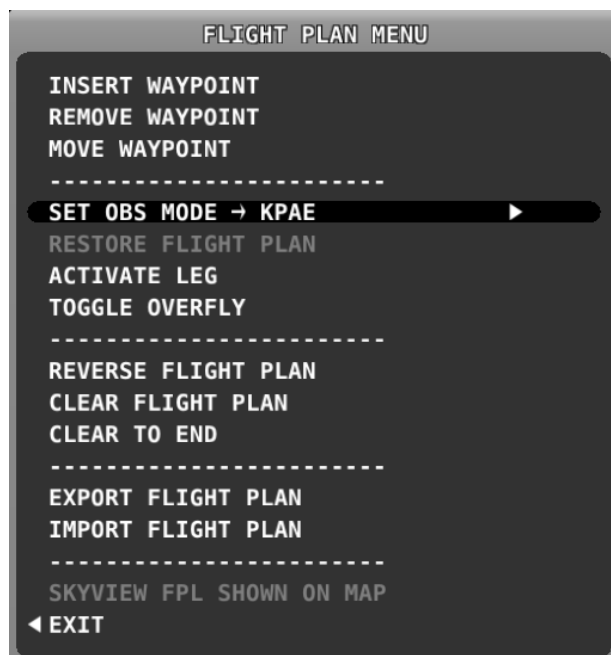 FLIGHT PLAN MENU
INSERT WAYPOINT
REMOVE WAYPOINT
MOVE WAYPOINT
-------------------------
SET OBS MODE → KPAE ▶
RESTORE FLIGHT PLAN
ACTIVATE LEG
TOGGLE OVERFLY
-------------------------
REVERSE FLIGHT PLAN
CLEAR FLIGHT PLAN
CLEAR TO END
-------------------------
EXPORT FLIGHT PLAN
IMPORT FLIGHT PLAN
-------------------------
SKYVIEW FPL SHOWN ON MAP
◀ EXIT